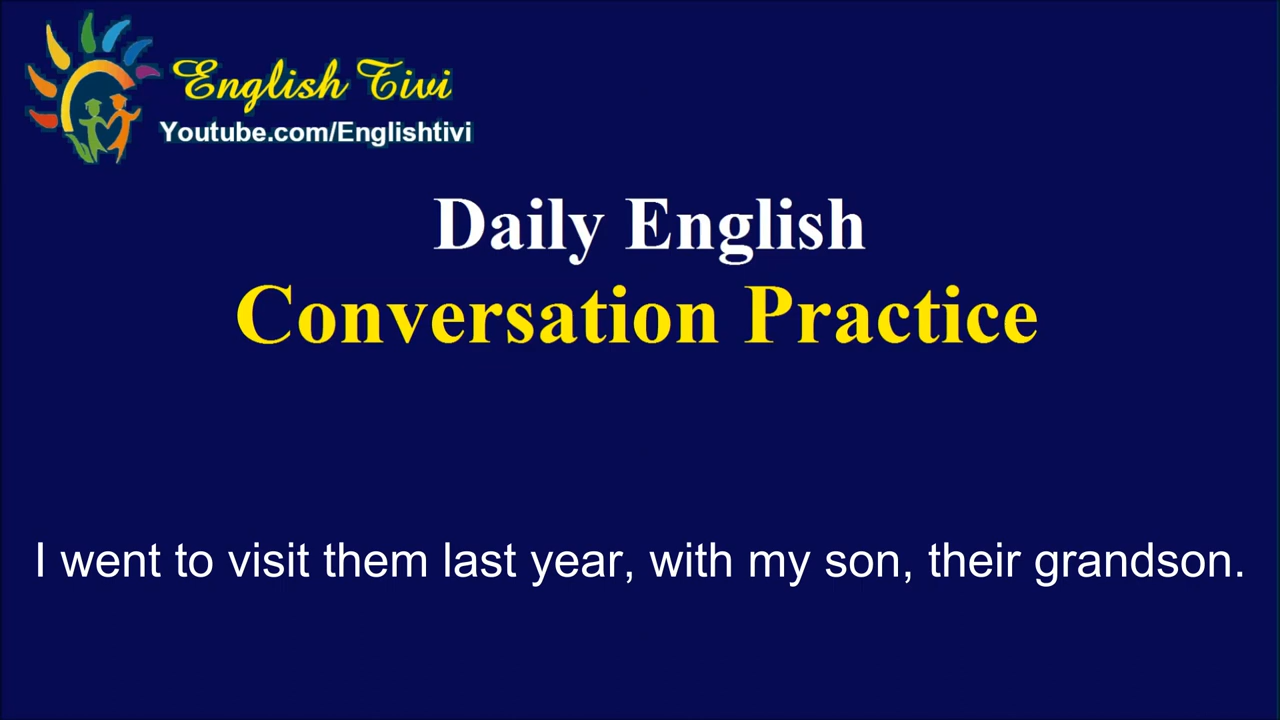 English Tivi
Youtube.com/Englishtivi
Daily English
Conversation Practice
I went to visit them last year, with my son, their grandson.